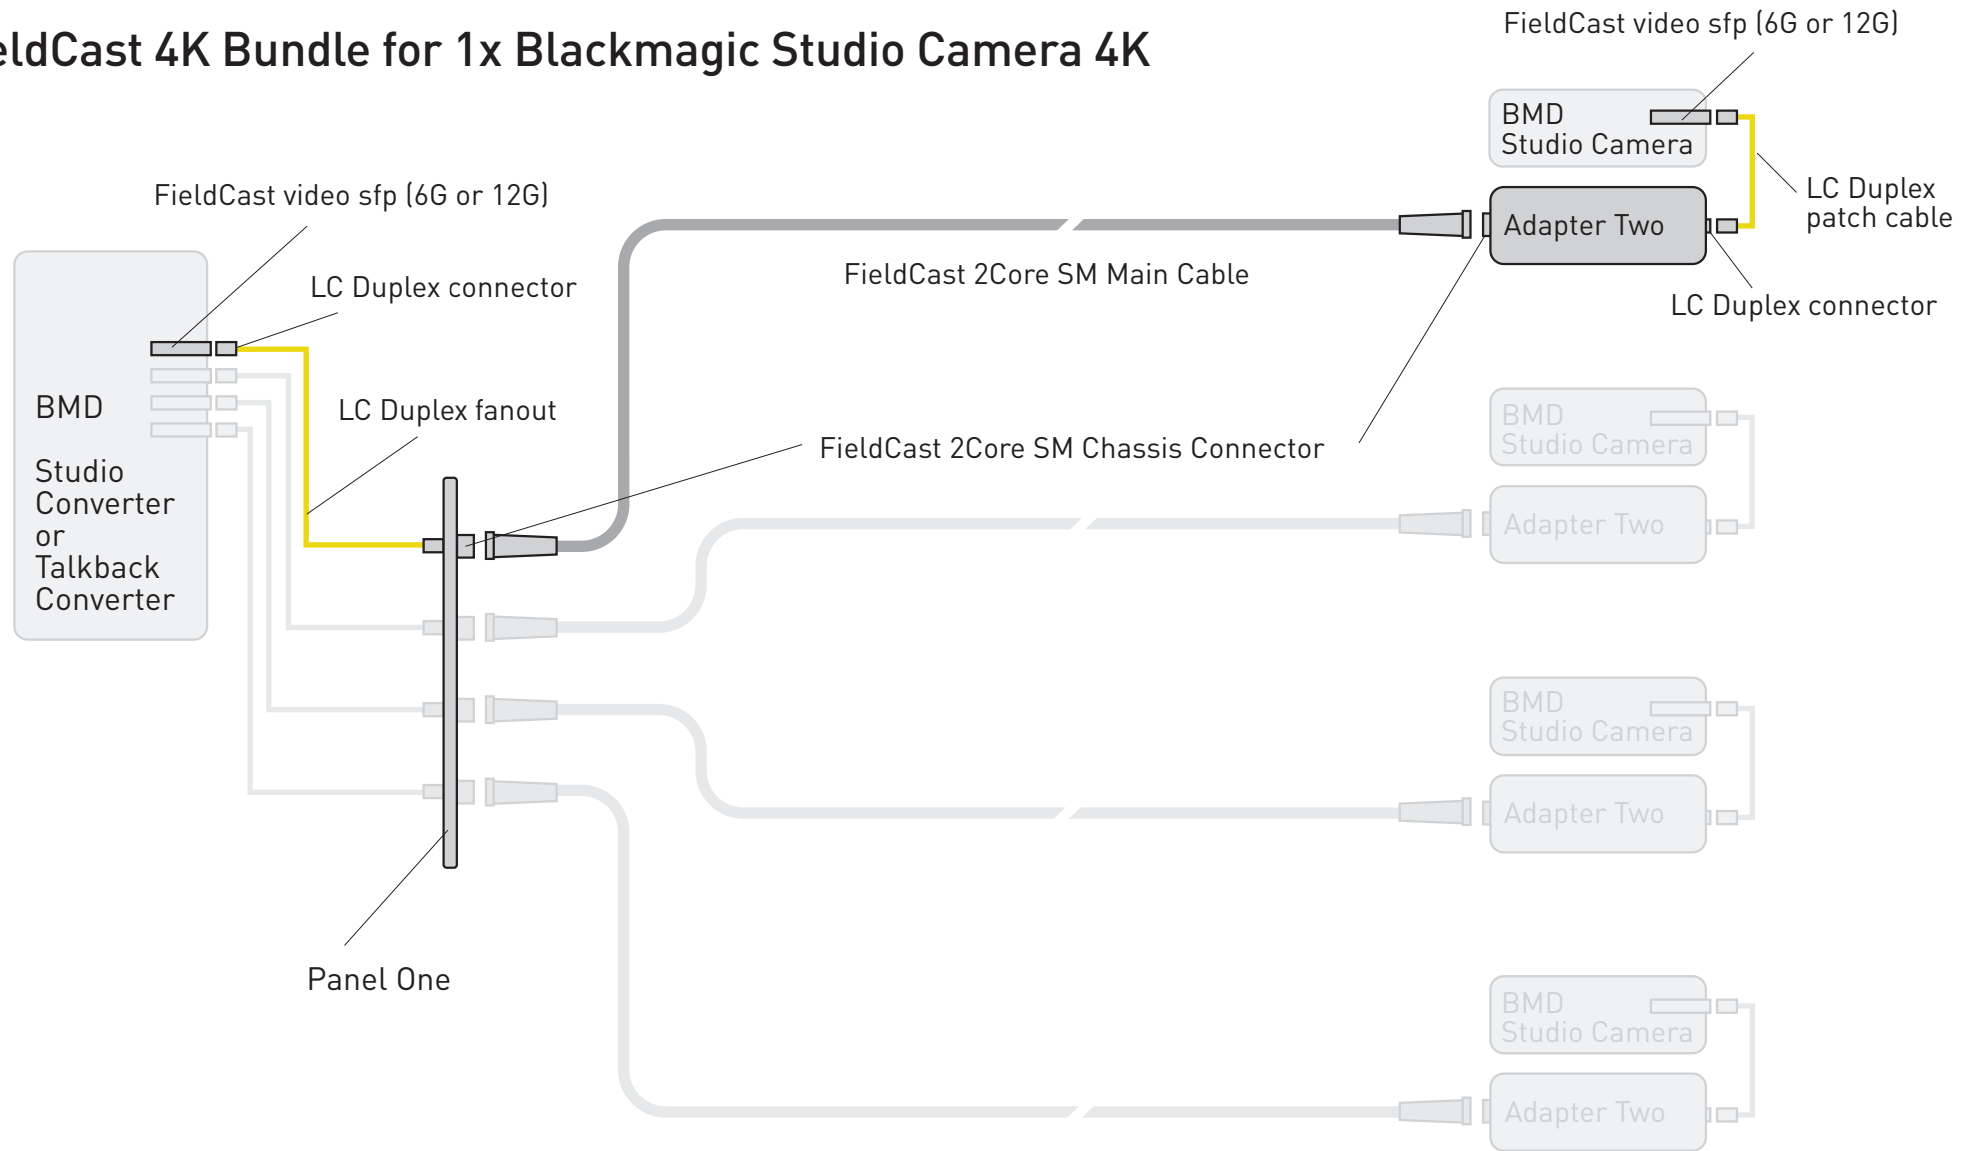 eldCast 4K Bundle for 1x Blackmagic Studio Camera 4K
FieldCast video sfp (6G or 12G)
BMD
Studio Camera
LC Duplex
patch cable
Adapter Two
LC Duplex connector
FieldCast video sfp (6G or 12G)
LC Duplex connector
FieldCast 2Core SM Main Cable
LC Duplex fanout
FieldCast 2Core SM Chassis Connector
BMD
Studio
Converter
or
Talkback
Converter
BMD
Studio Camera
Adapter Two
BMD
Studio Camera
Adapter Two
Panel One
BMD
Studio Camera
Adapter Two